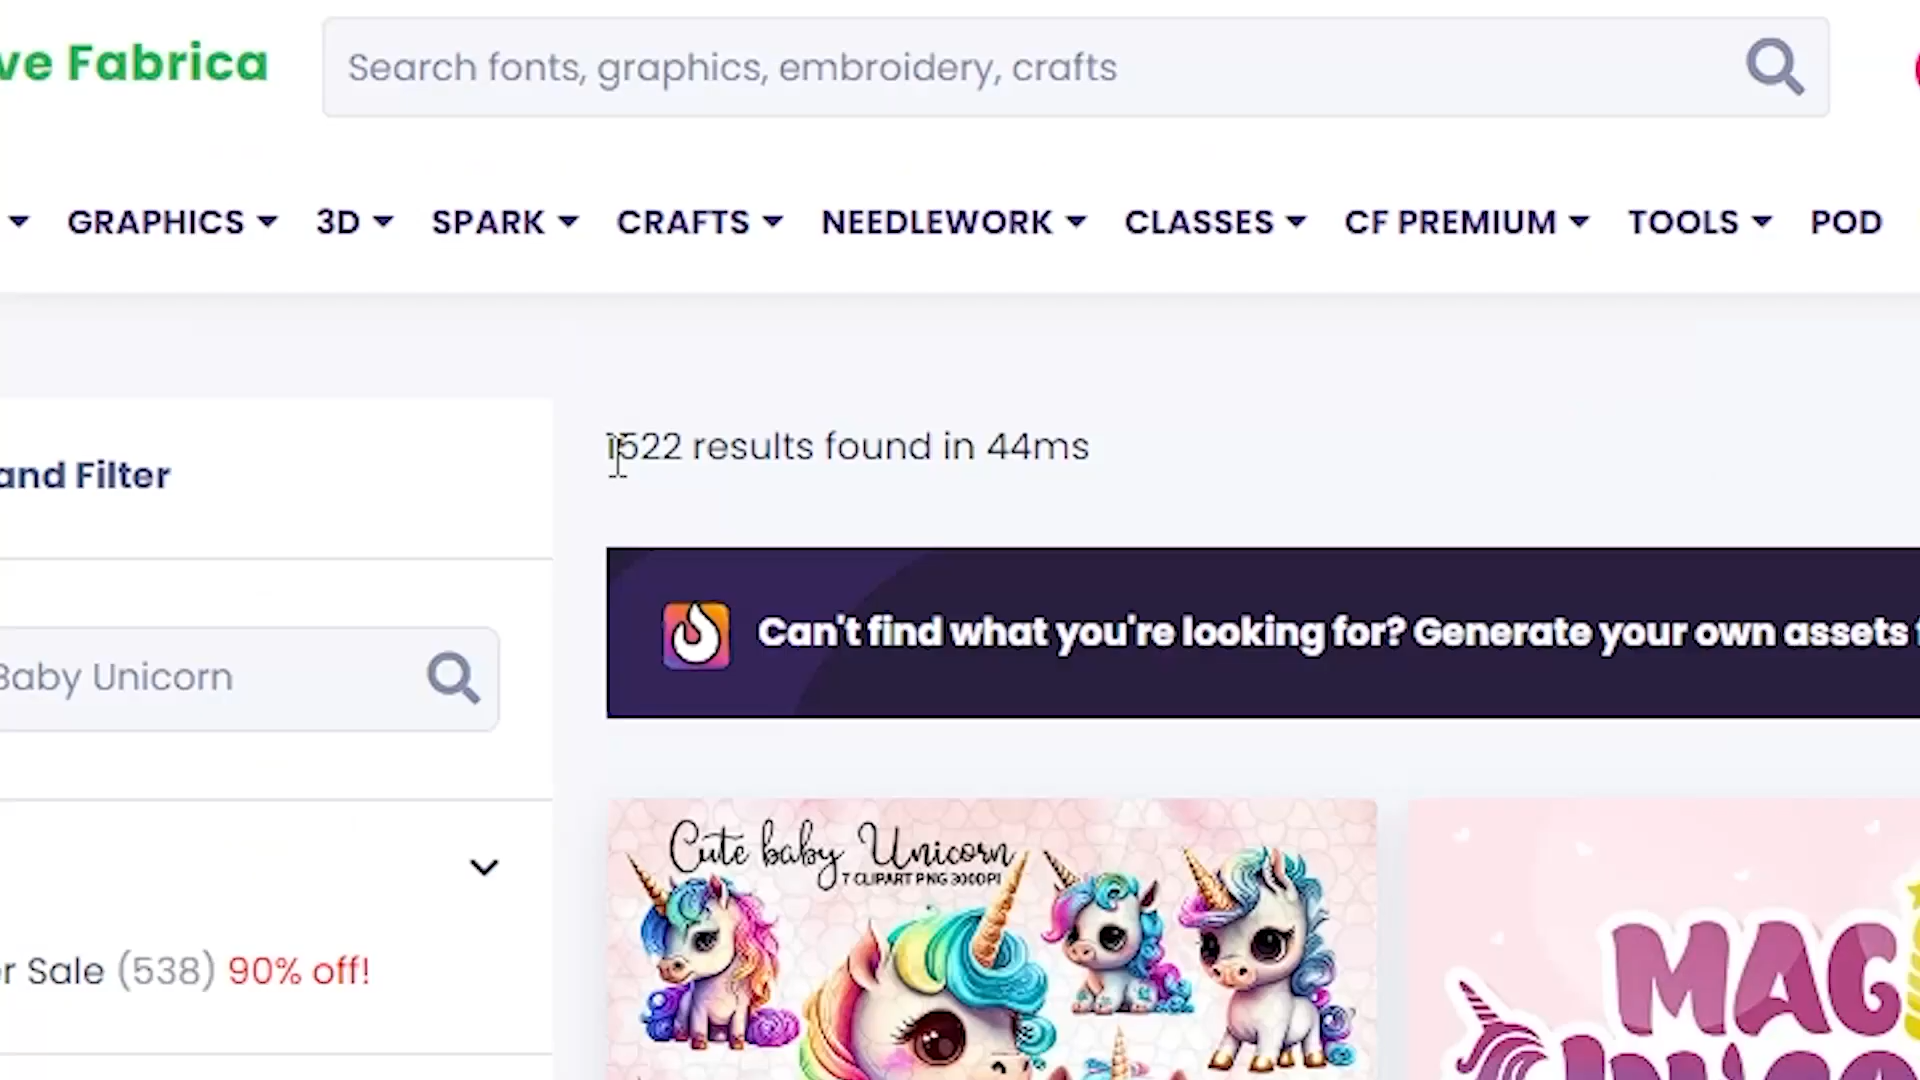 ve Fabrica
Search fonts, graphics, embroidery, crafts
GRAPHICS 3D SPARK CRAFTS NEEDLEWORK CLASSES CF PREMIUM TOOLS POD
1522 results found in 44ms
and Filter
Can't find what you're looking for? Generate your own assets
Baby Unicorn
Cute baby Unicorn
7 CLIPART PNG 300DPI
r Sale (538) 90% off!
MAG